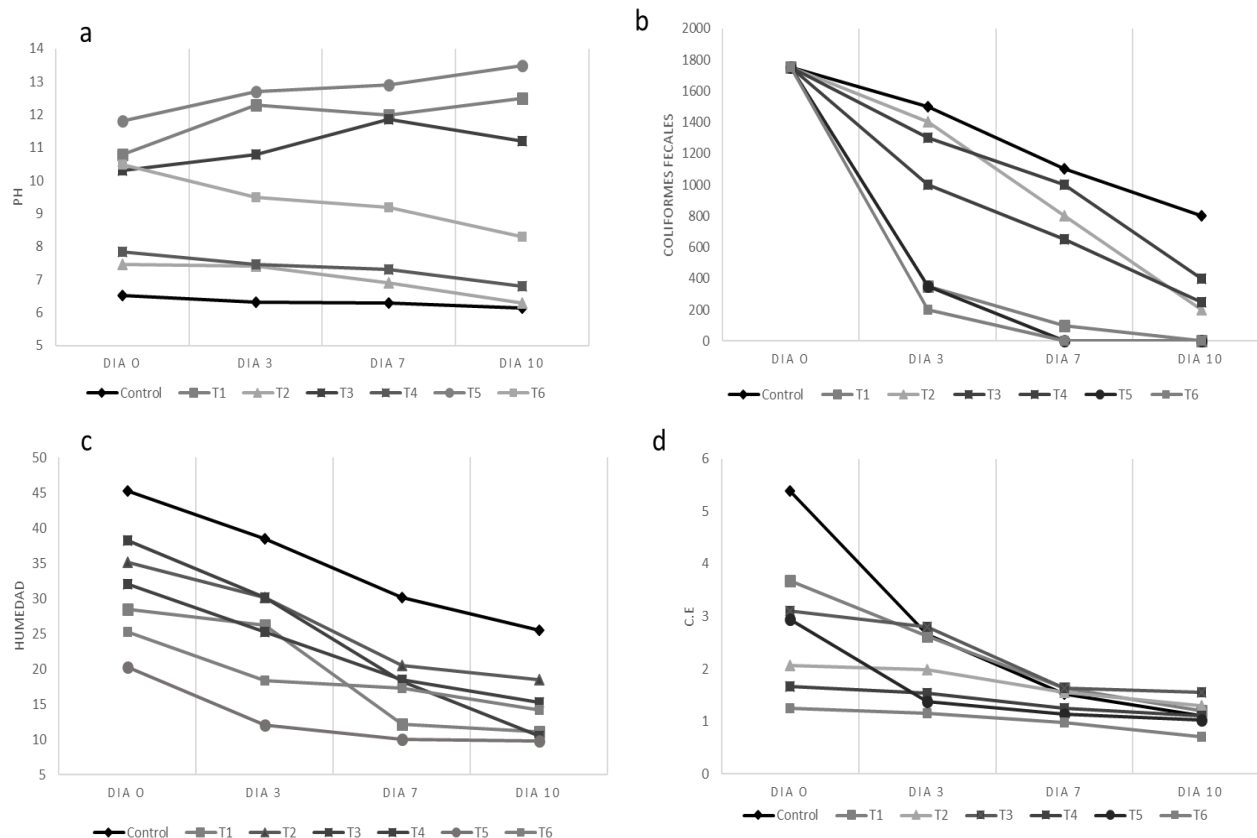 a
14
13
12
11
10
9
8
7
6
5
PH
DIA 0 DIA 3 DIA 7 DIA 10
Control T1 T2 T3 T4 T5 T6
b
2000
1800
1600
1400
1200
1000
800
600
400
200
0
COLIFORMES FECALES
DIA 0 DIA 3 DIA 7 DIA 10
Control T1 T2 T3 T4 T5 T6
c
50
45
40
35
30
25
20
15
10
5
HUMEDAD
DIA 0 DIA 3 DIA 7 DIA 10
Control T1 T2 T3 T4 T5 T6
d
6
5
4
3
2
1
0
C.E
DIA 0 DIA 3 DIA 7 DIA 10
Control T1 T2 T3 T4 T5 T6